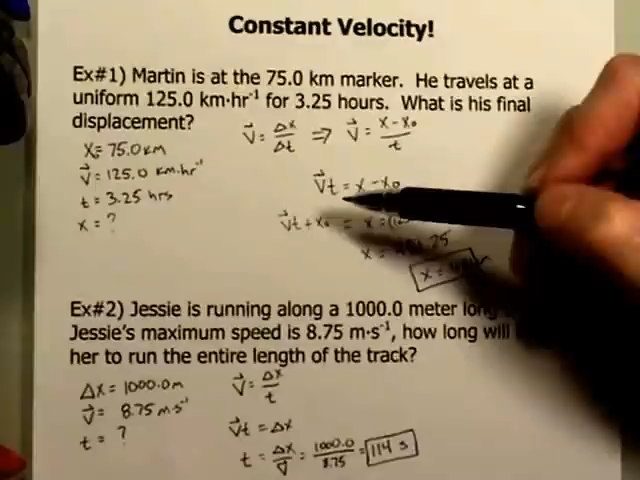 Constant Velocity!
Ex#1) Martin is at the 75.0 km marker. He travels at a
uniform 125.0 km·hr⁻¹ for 3.25 hours. What is his final
displacement?
v⃗ = Δx/Δt ⇒ v⃗ = x-x₀/t
x₀= 75.0km
v⃗ = 125.0 km·hr⁻¹
t = 3.25 hrs
x = ?
v⃗t = x-x₀
v⃗t + x₀ = x =
x =
x =
Ex#2) Jessie is running along a 1000.0 meter long
Jessie's maximum speed is 8.75 m·s⁻¹, how long will
her to run the entire length of the track?
Δx = 1000.0m
v⃗ = 8.75 m·s⁻¹
t = ?
v⃗ = Δx/t
v⃗t = Δx
t = Δx/v⃗ = 1000.0/8.75 = 114 s